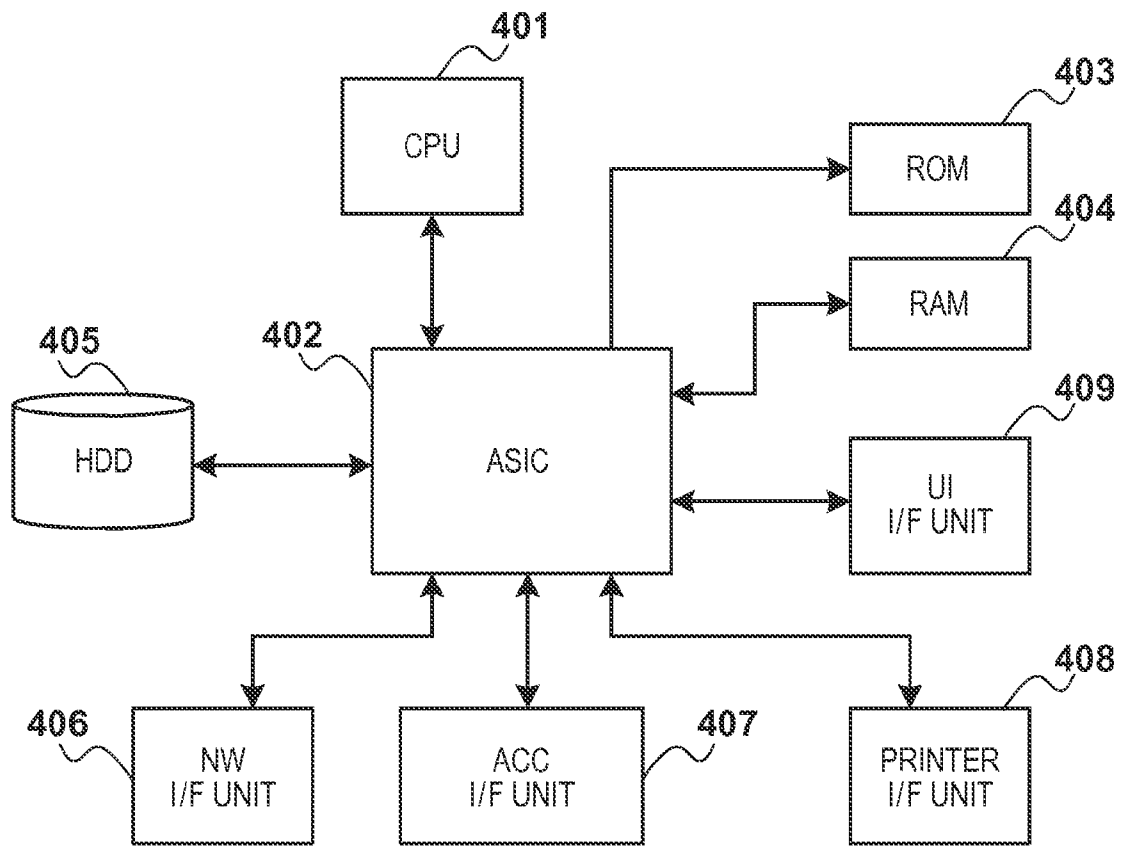 401
CPU
403
ROM
404
RAM
405
HDD
402
ASIC
409
UI
I/F UNIT
406
NW
I/F UNIT
ACC
I/F UNIT
407
408
PRINTER
I/F UNIT